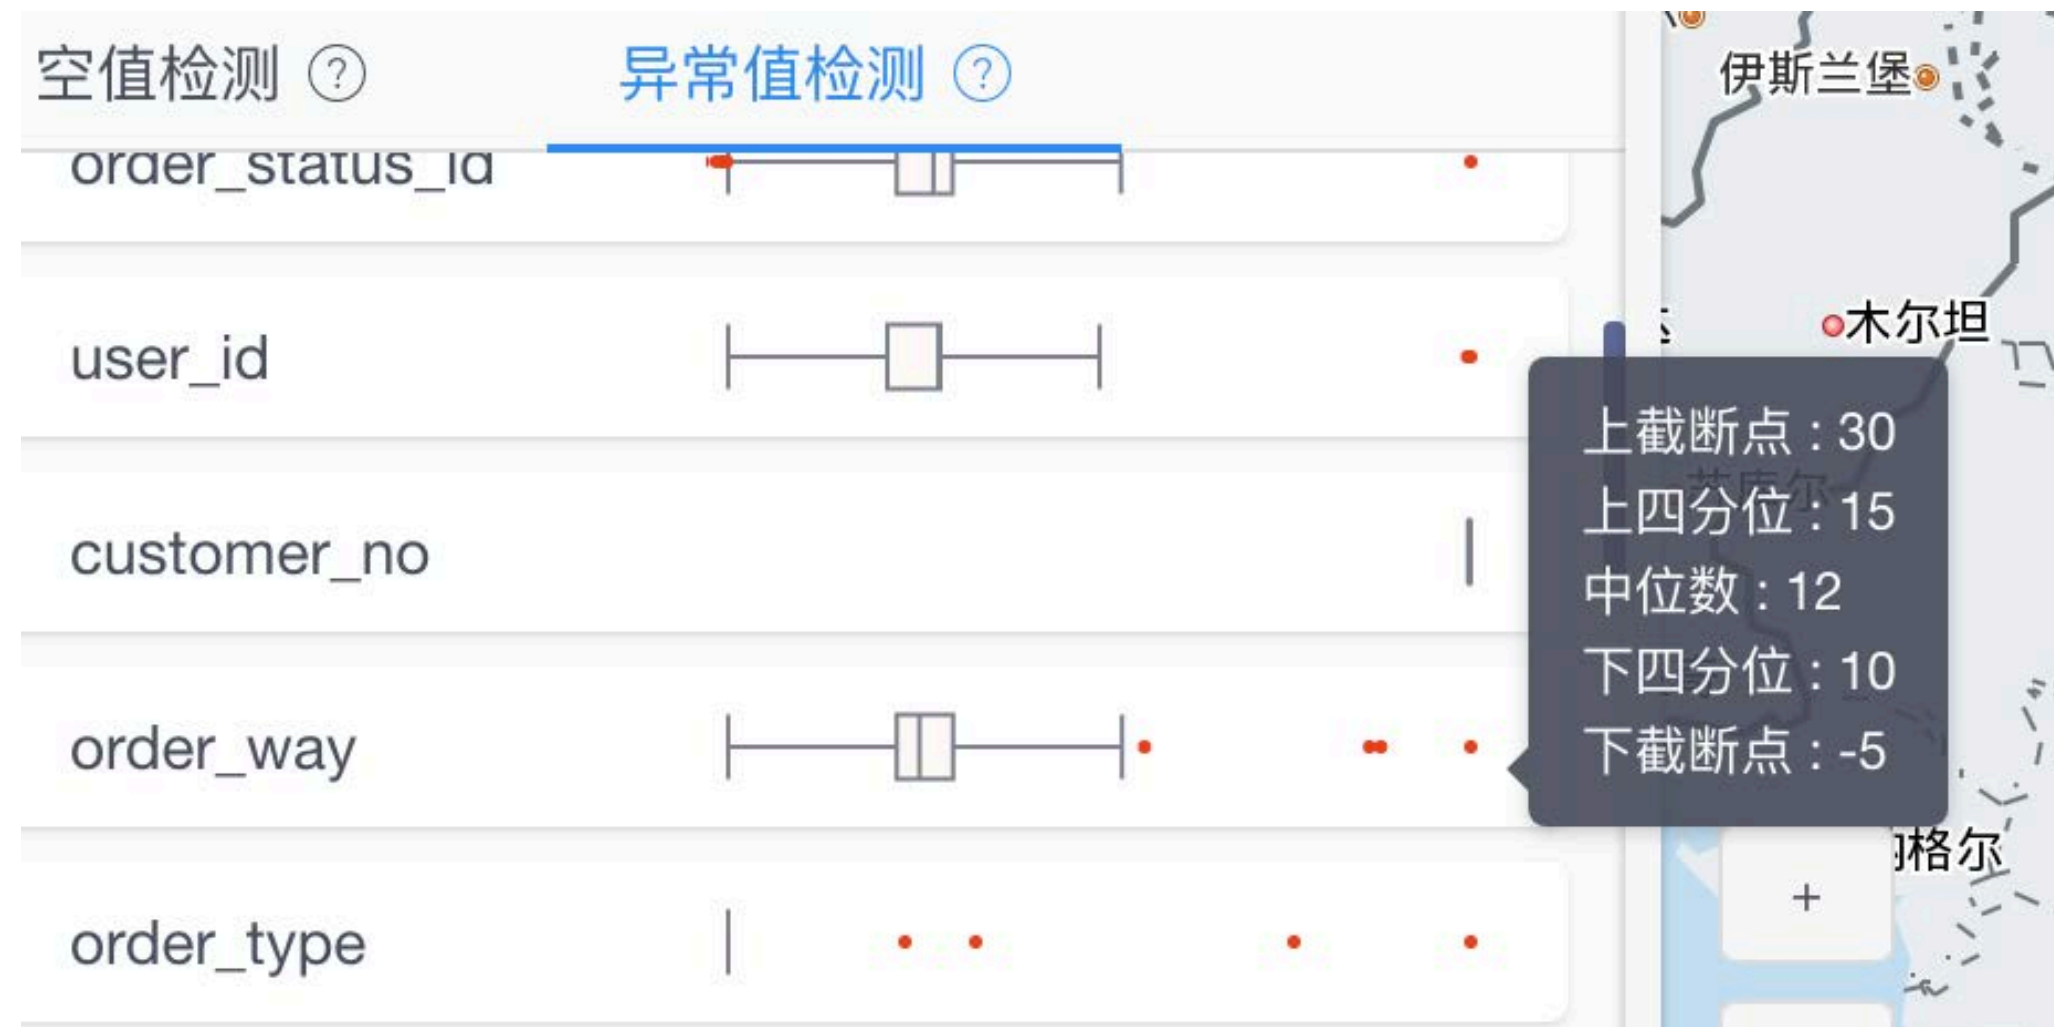 空值检测 ?
异常值检测 ?
order_status_id
user_id
customer_no
order_way
order_type
上截断点 : 30
上四分位 : 15
中位数 : 12
下四分位 : 10
下截断点 : -5
伊斯兰堡
木尔坦
格尔
+